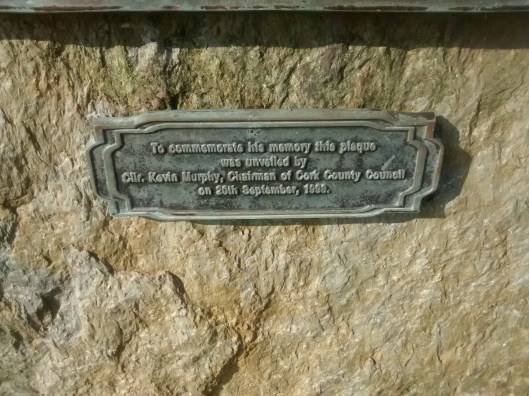 To commemorate his memory this plaque
was unveiled by
Cllr. Kevin Murphy, Chairman of Cork County Council
on 20th September,